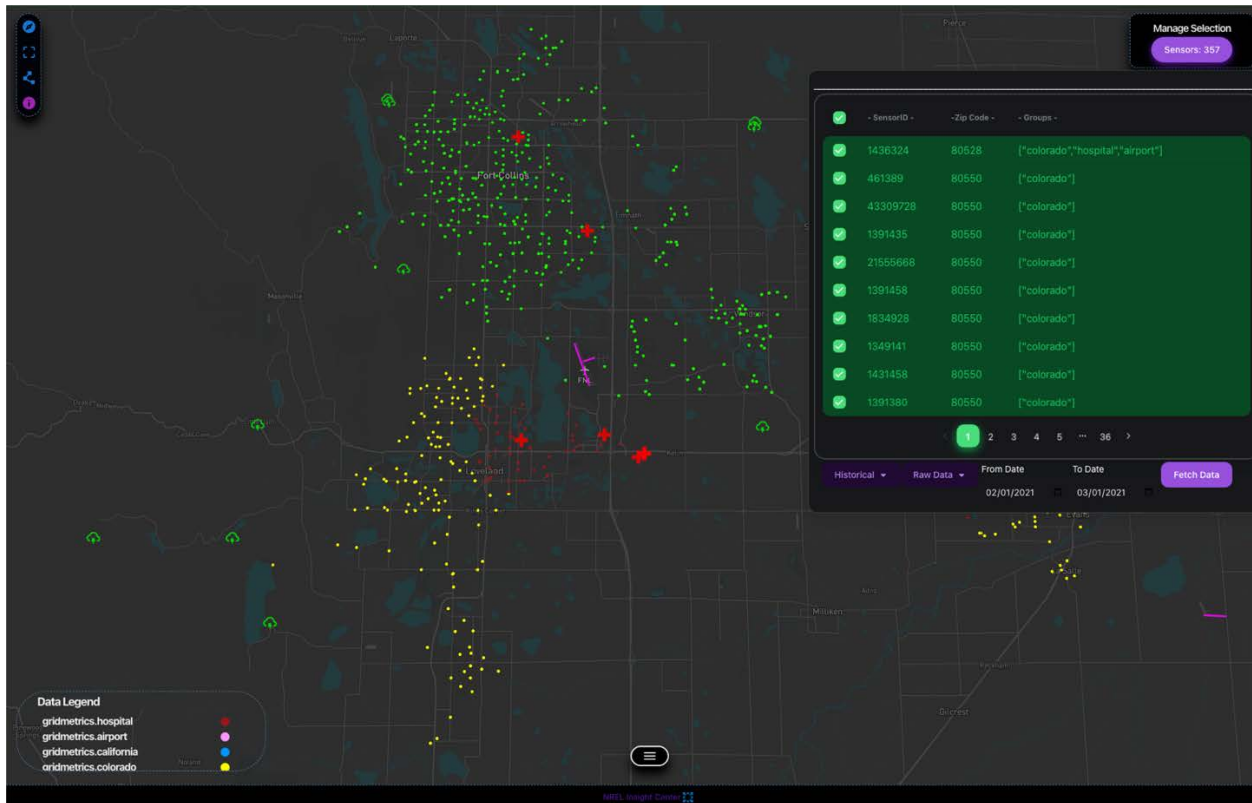 Manage Selection
Sensors: 357
- SensorID - -Zip Code - - Groups -
1436324 80528 ["colorado","hospital","airport"]
461389 80550 ["colorado"]
43309728 80550 ["colorado"]
1391435 80550 ["colorado"]
21555668 80550 ["colorado"]
1391458 80550 ["colorado"]
1834928 80550 ["colorado"]
1349141 80550 ["colorado"]
1431458 80550 ["colorado"]
1391380 80550 ["colorado"]
1 2 3 4 5 ··· 36
Historical Raw Data From Date To Date Fetch Data
02/01/2021 03/01/2021
Pierce
Laporte
Fort Collins
Timnath
Masonville
Windsor
FNL
Loveland
Evans
Milliken
Gilcrest
Data Legend
gridmetrics.hospital
gridmetrics.airport
gridmetrics.california
gridmetrics.colorado
NREL Insight Center